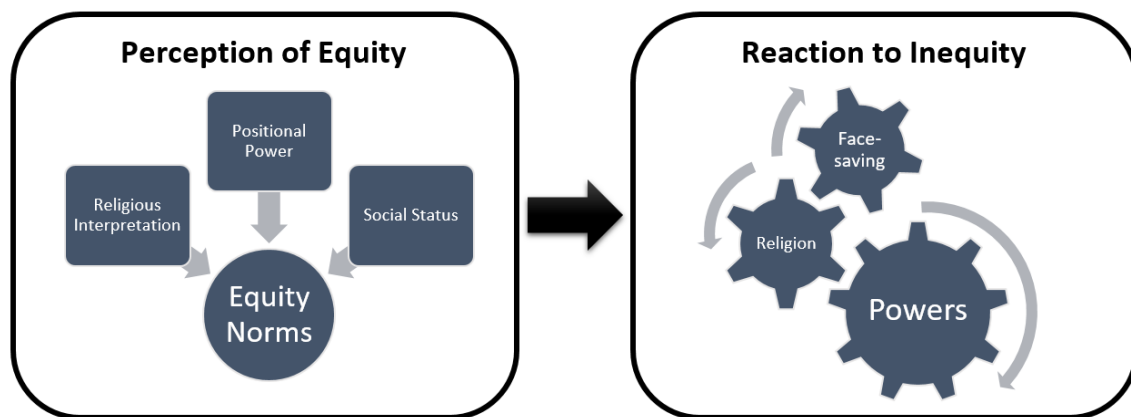 Perception of Equity
Positional
Power
Religious
Interpretation
Social Status
Equity
Norms
Reaction to Inequity
Face-
saving
Religion
Powers